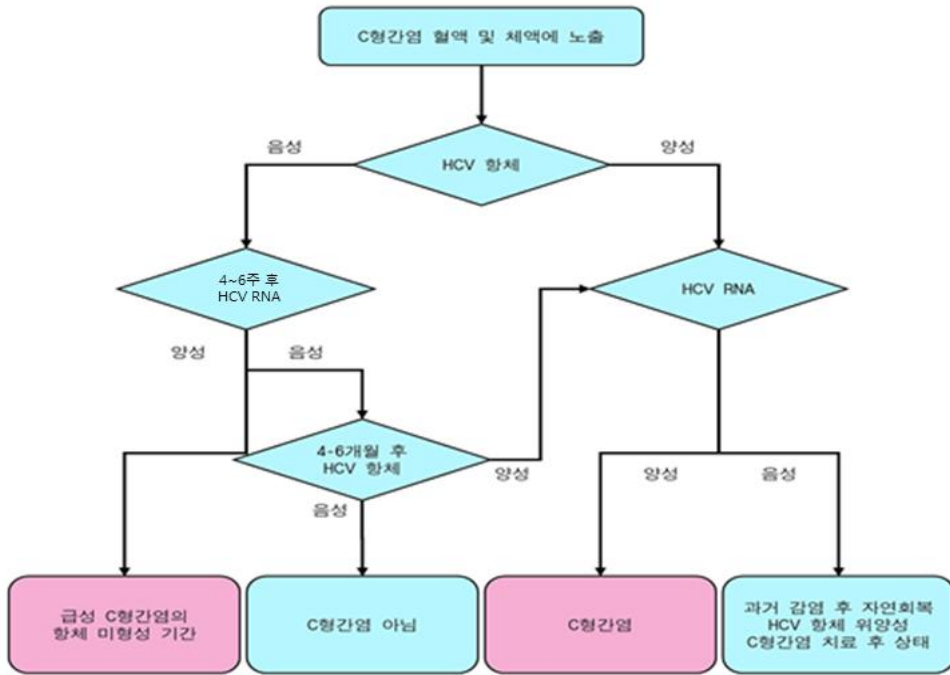 C형간염 혈액 및 체액에 노출
음성
양성
HCV 항체
4~6주 후
HCV RNA
HCV RNA
양성
음성
4-6개월 후
HCV 항체
양성
음성
양성
음성
급성 C형간염의
항체 미형성 기간
C형간염 아님
C형간염
과거 감염 후 자연회복
HCV 항체 위양성
C형간염 치료 후 상태